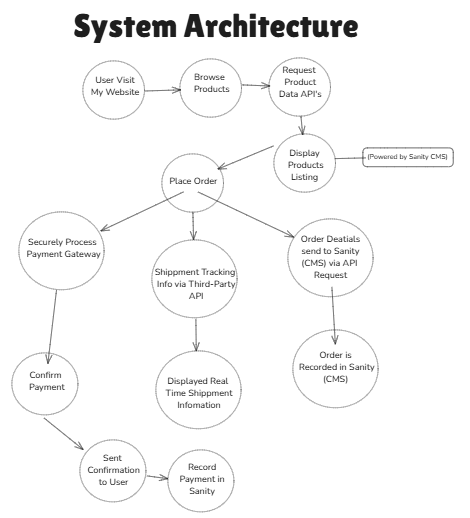 System Architecture
User Visit
My Website
Browse
Products
Request
Product
Data API's
Display
Products
Listing
(Powered by Sanity CMS)
Place Order
Securely Process
Payment Gateway
Shippment Tracking
Info via Third-Party
API
Order Deatials
send to Sanity
(CMS) via API
Request
Confirm
Payment
Displayed Real
Time Shippment
Infomation
Order is
Recorded in Sanity
(CMS)
Sent
Confirmation
to User
Record
Payment in
Sanity